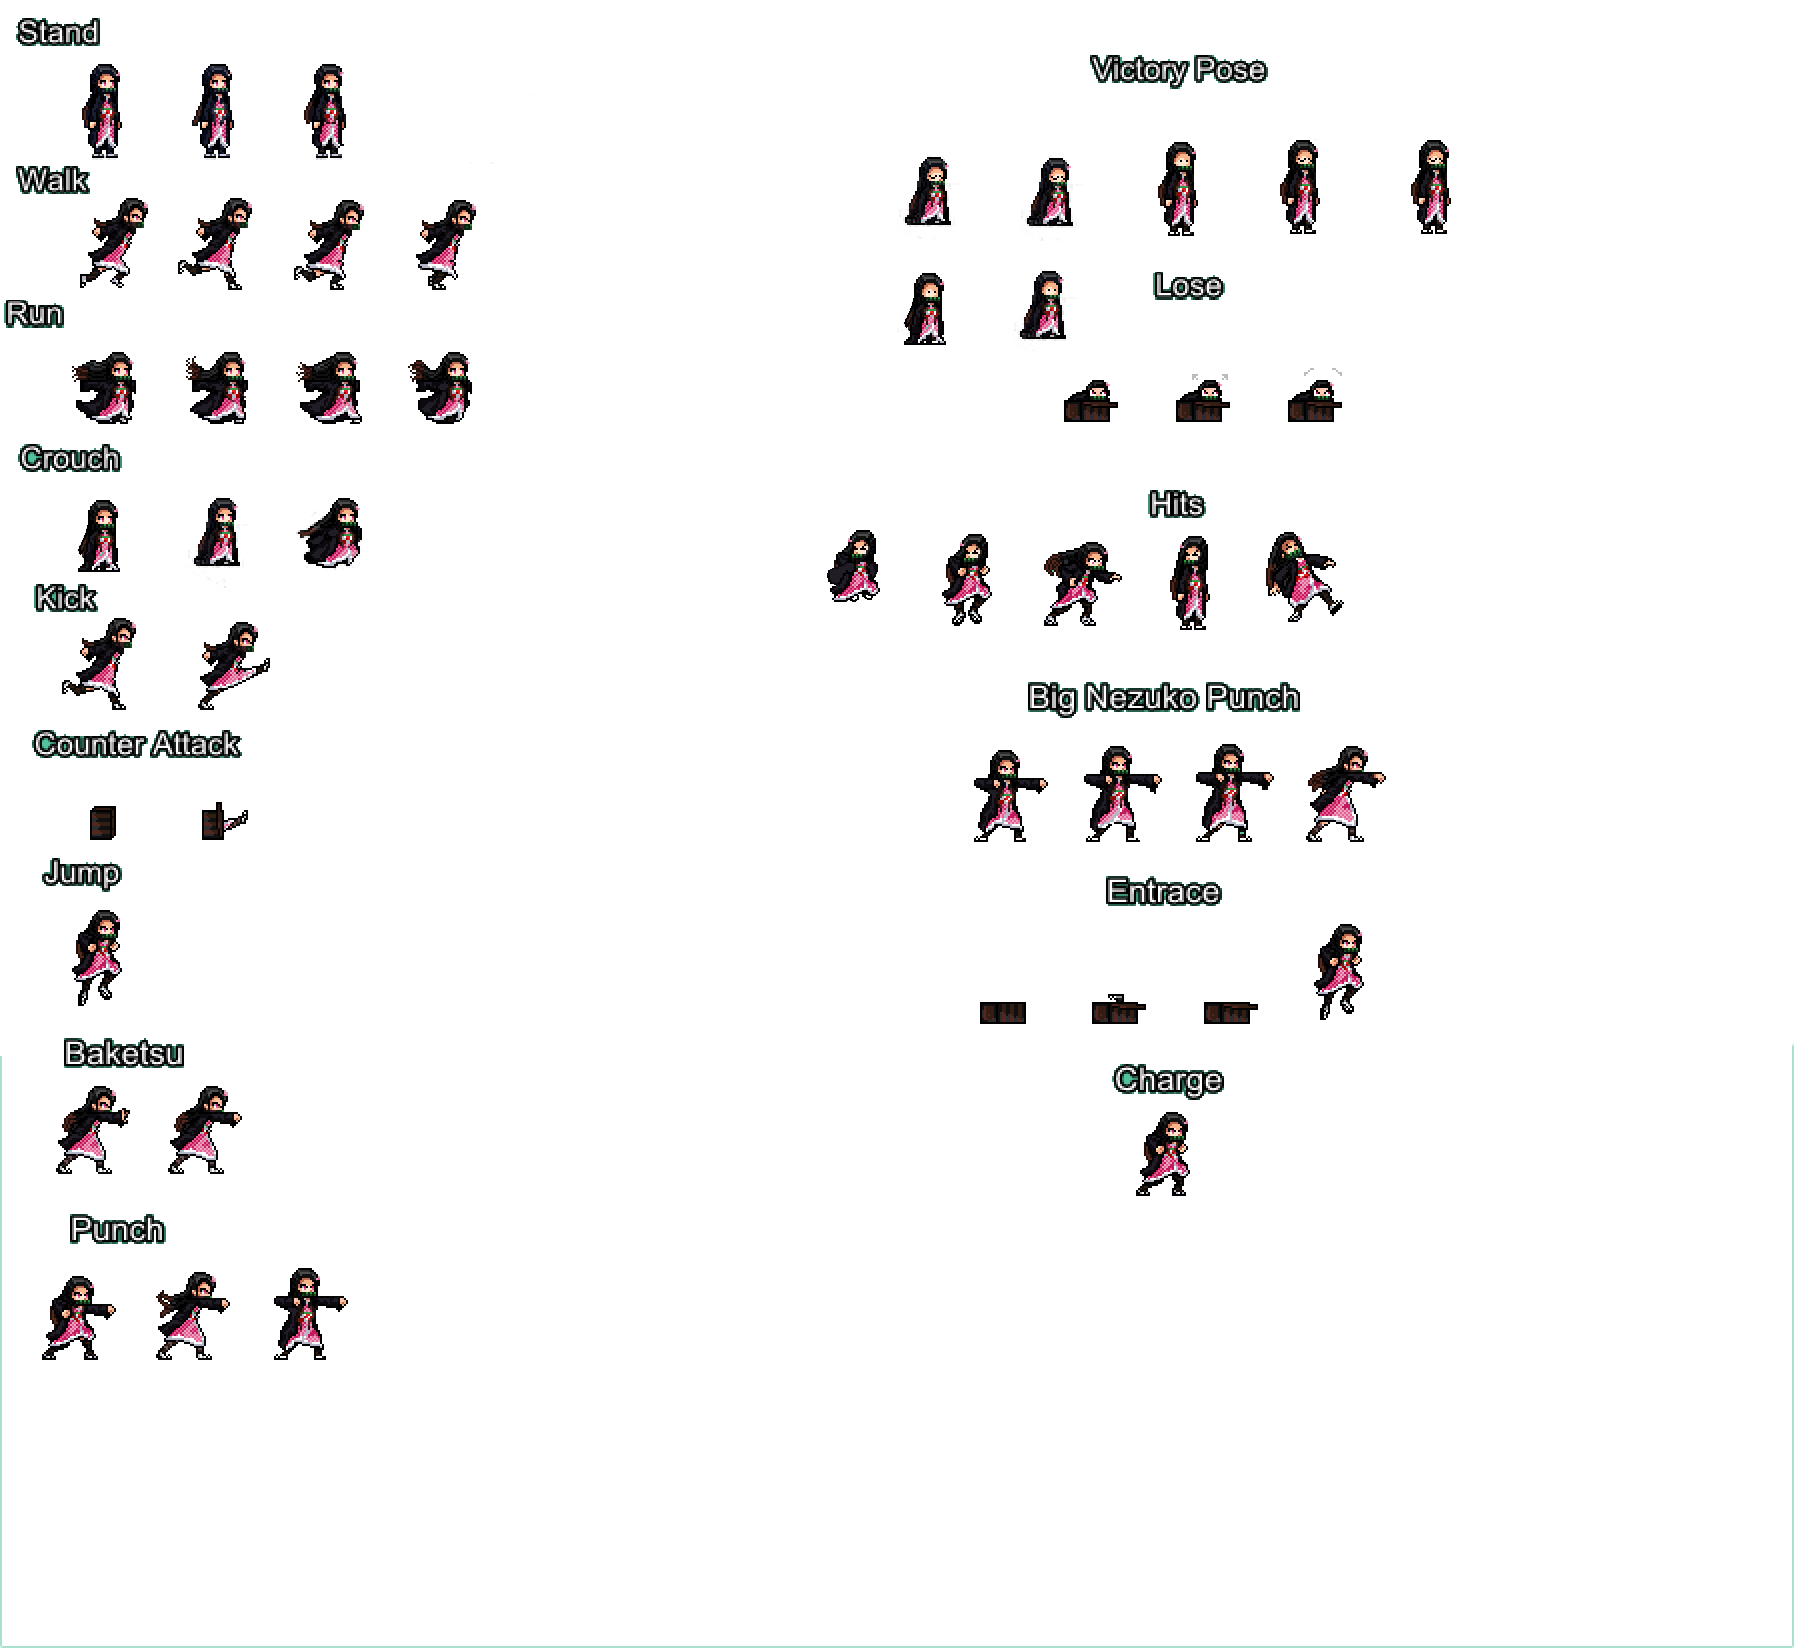 Stand
Walk
Run
Crouch
Kick
Counter Attack
Jump
Baketsu
Punch
Victory Pose
Lose
Hits
Big Nezuko Punch
Entrace
Charge